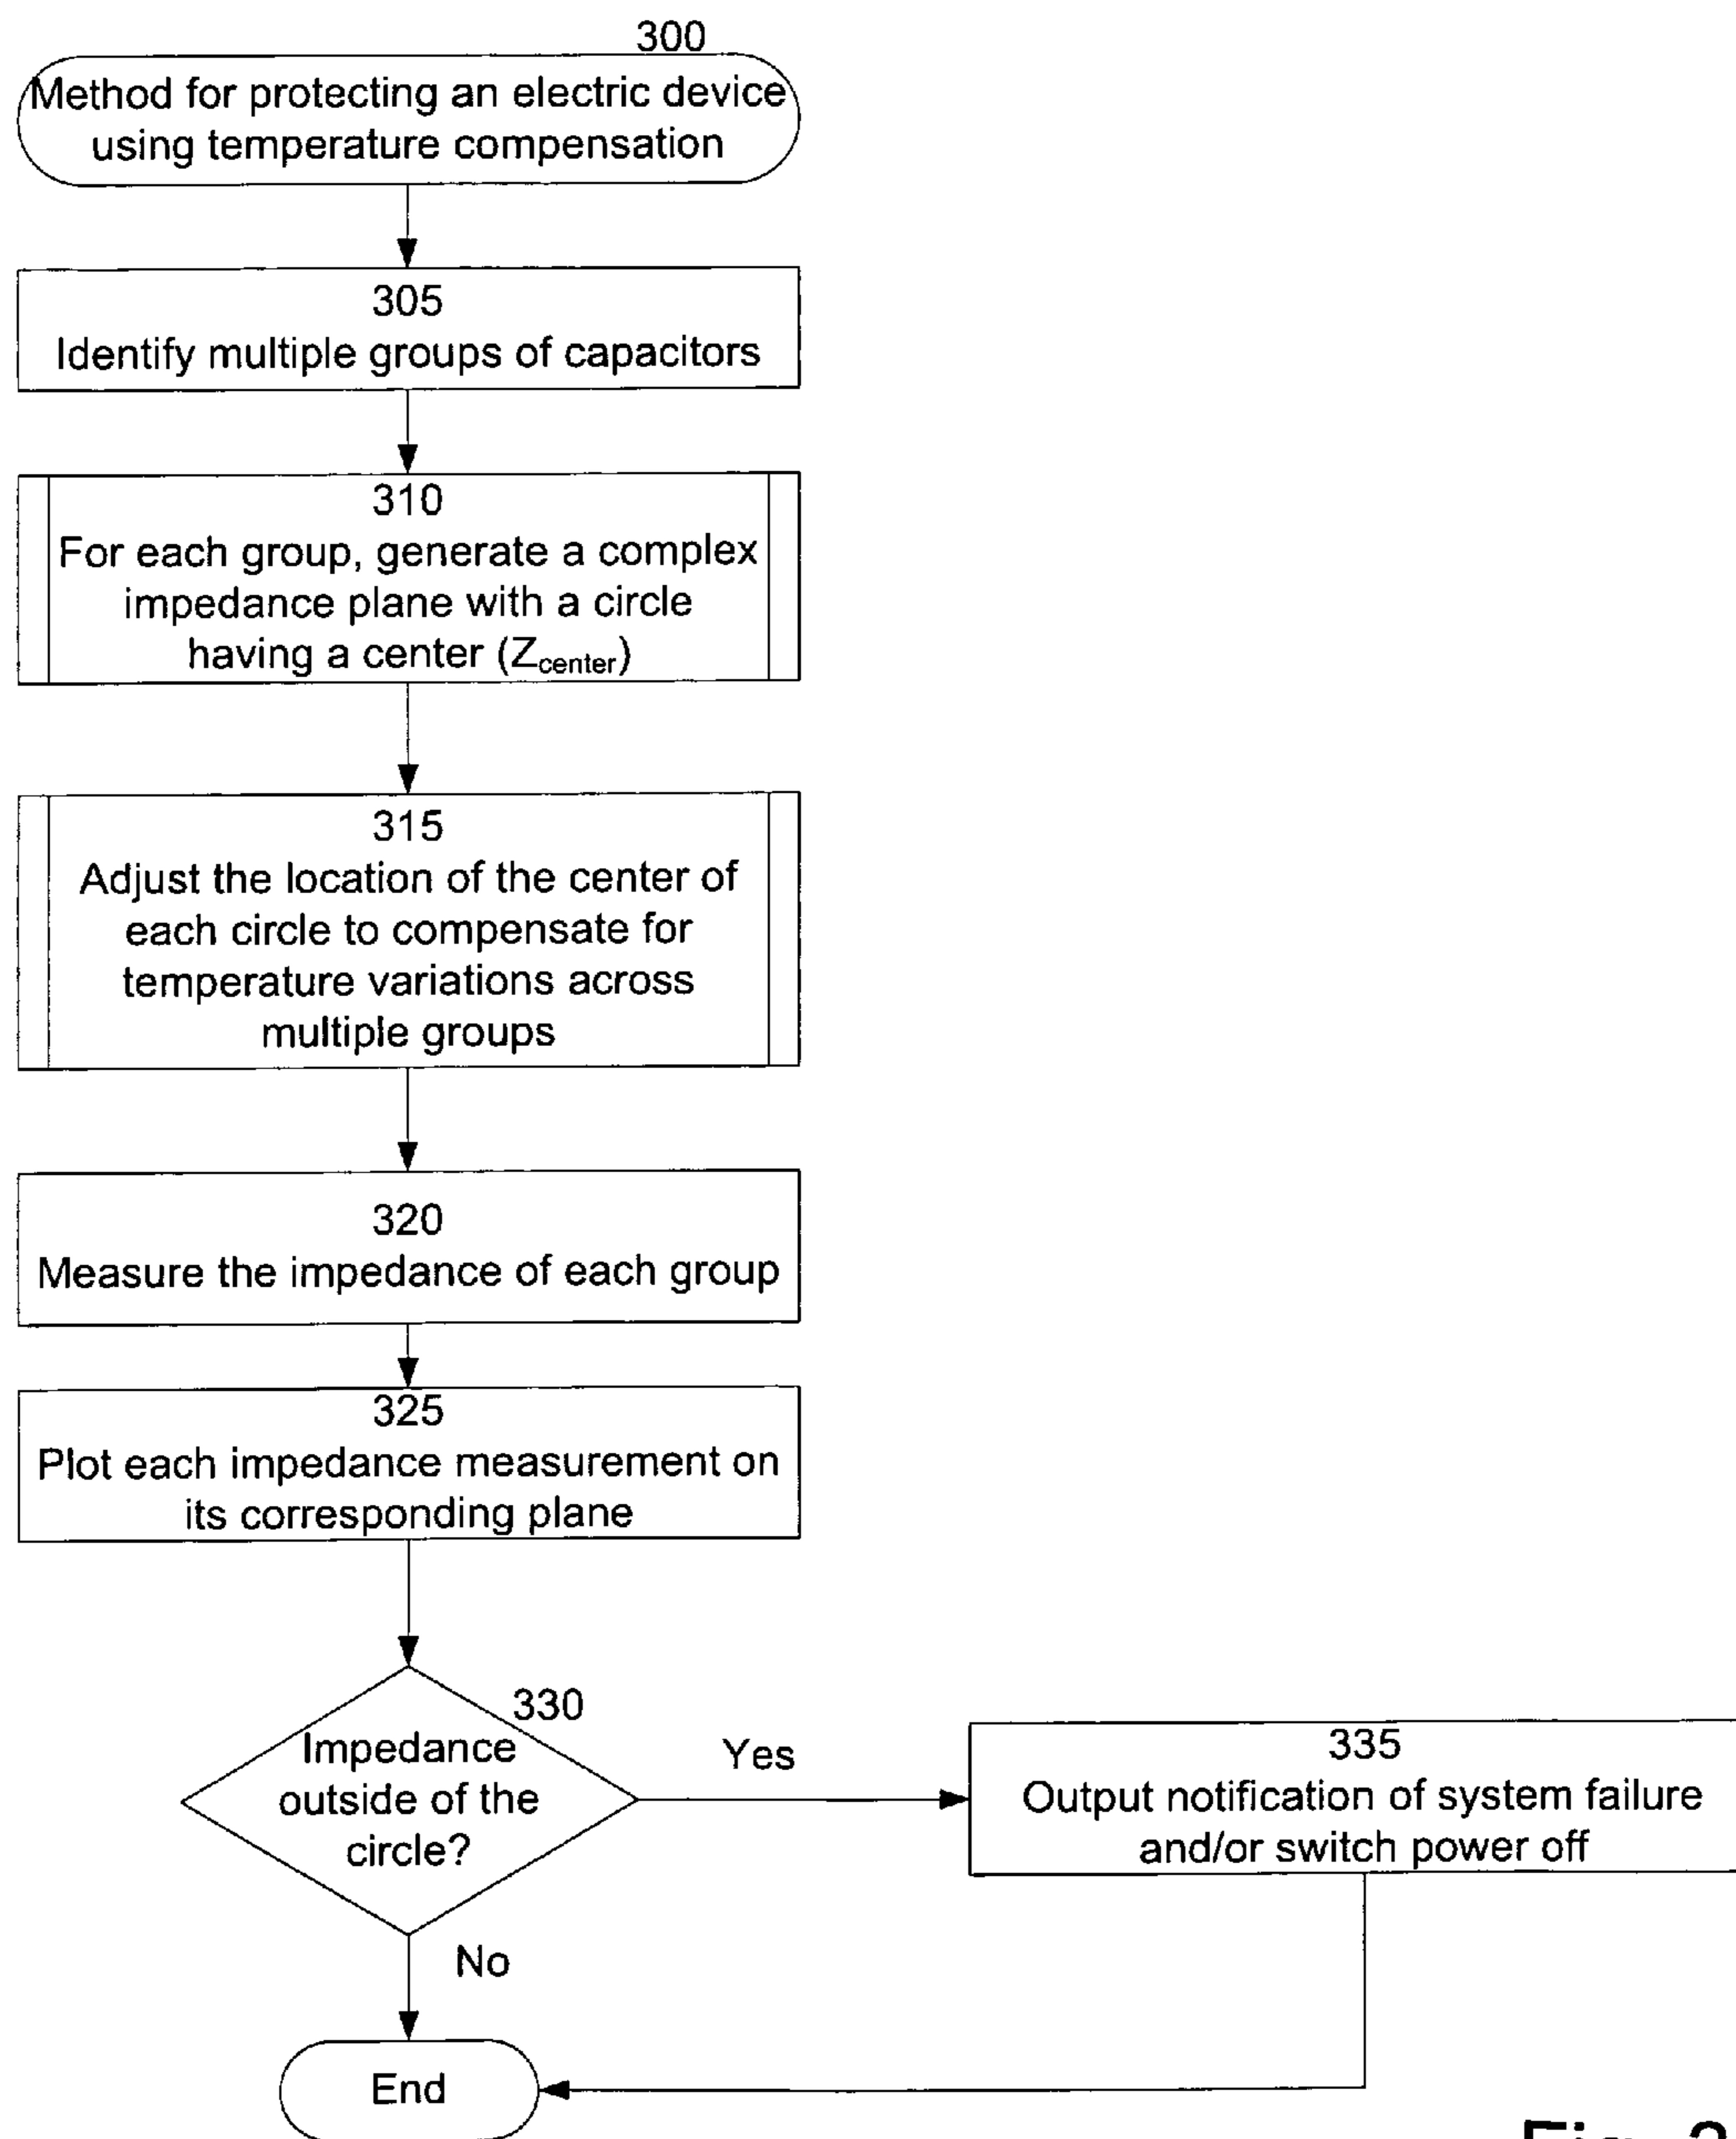 300
Method for protecting an electric device
using temperature compensation
305
Identify multiple groups of capacitors
310
For each group, generate a complex
impedance plane with a circle
having a center (Zcenter)
315
Adjust the location of the center of
each circle to compensate for
temperature variations across
multiple groups
320
Measure the impedance of each group
325
Plot each impedance measurement on
its corresponding plane
330
Impedance
outside of the
circle?
Yes
335
Output notification of system failure
and/or switch power off
No
End